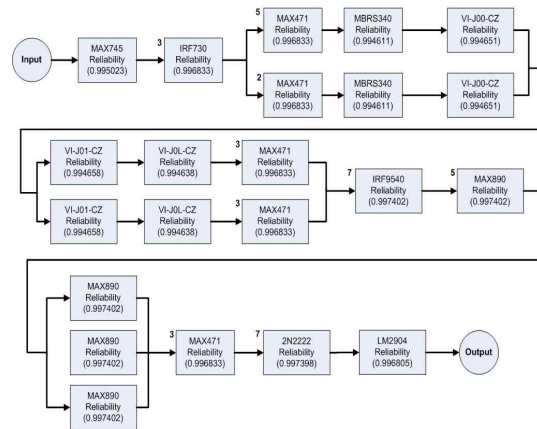 Input
MAX745
Reliability
(0.995023)
3
IRF730
Reliability
(0.996833)
5
MAX471
Reliability
(0.996833)
MBRS340
Reliability
(0.994611)
VI-J00-CZ
Reliability
(0.994651)
2
MAX471
Reliability
(0.996833)
MBRS340
Reliability
(0.994611)
VI-J00-CZ
Reliability
(0.994651)
VI-J01-CZ
Reliability
(0.994658)
VI-J0L-CZ
Reliability
(0.994638)
3
MAX471
Reliability
(0.996833)
VI-J01-CZ
Reliability
(0.994658)
VI-J0L-CZ
Reliability
(0.994638)
3
MAX471
Reliability
(0.996833)
7
IRF9540
Reliability
(0.997402)
5
MAX890
Reliability
(0.997402)
MAX890
Reliability
(0.997402)
MAX890
Reliability
(0.997402)
MAX890
Reliability
(0.997402)
3
MAX471
Reliability
(0.996833)
7
2N2222
Reliability
(0.997398)
LM2904
Reliability
(0.996805)
Output